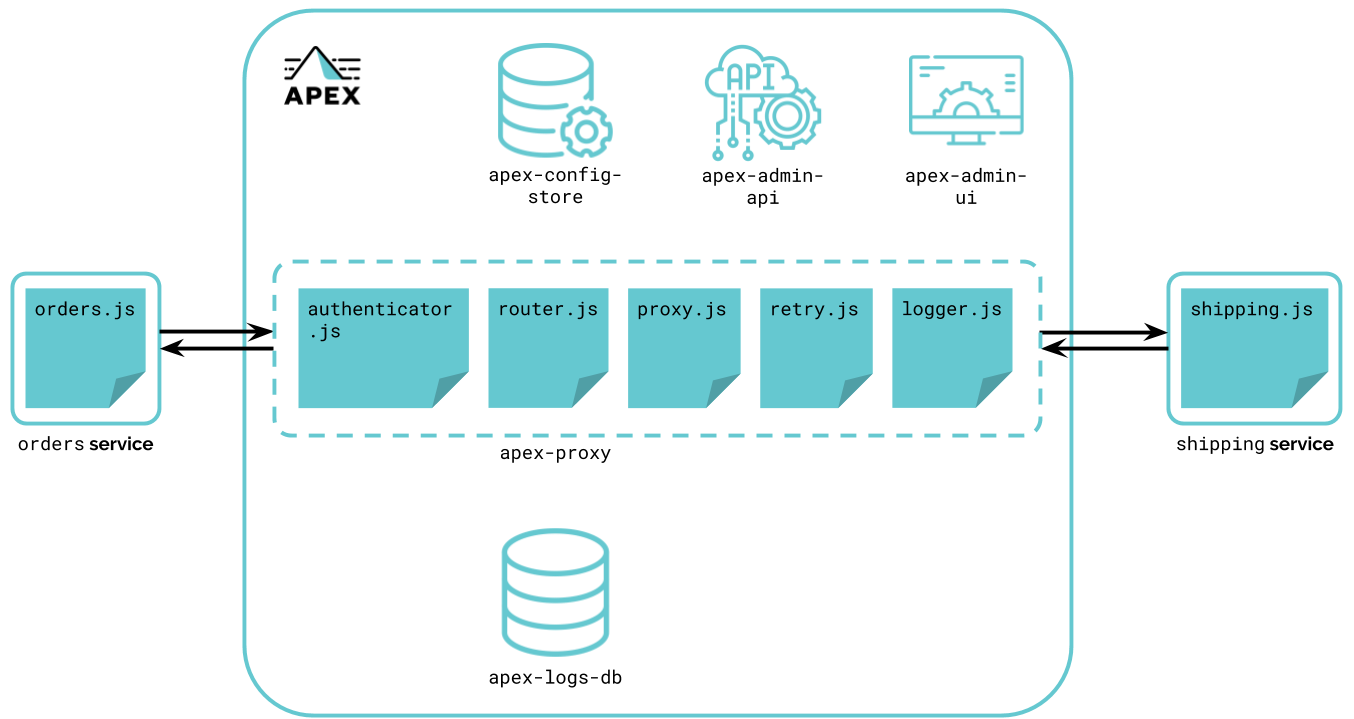 APEX
API
apex-config-
store
apex-admin-
api
apex-admin-
ui
orders.js
authenticator
.js
router.js
proxy.js
retry.js
logger.js
shipping.js
orders service
shipping service
apex-proxy
apex-logs-db